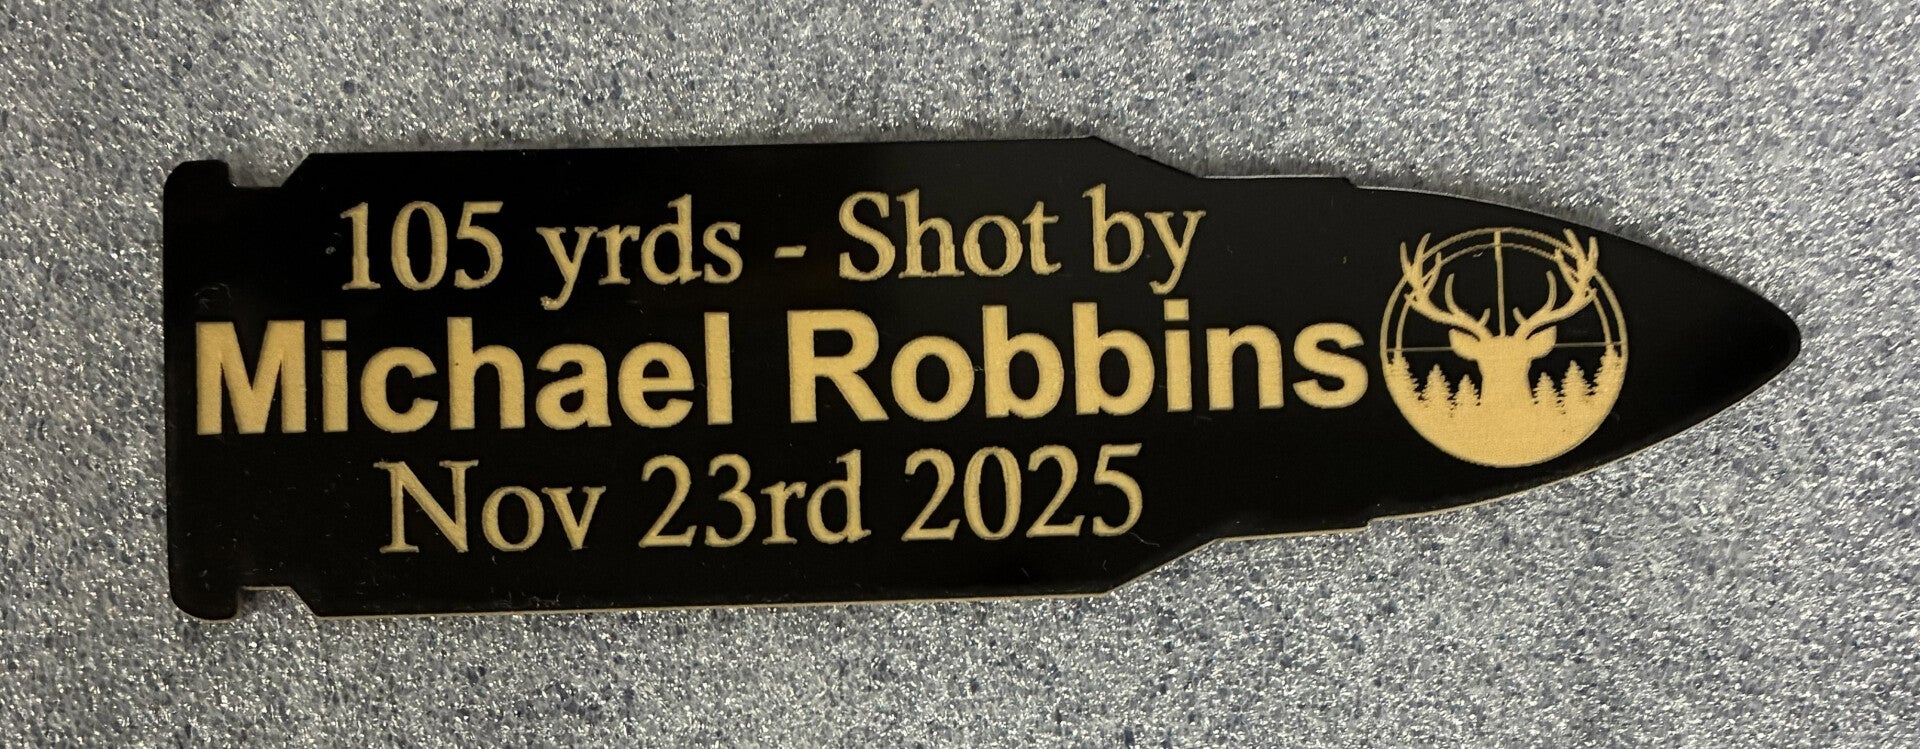 105 yrds - Shot by
Michael Robbins
Nov 23rd 2025